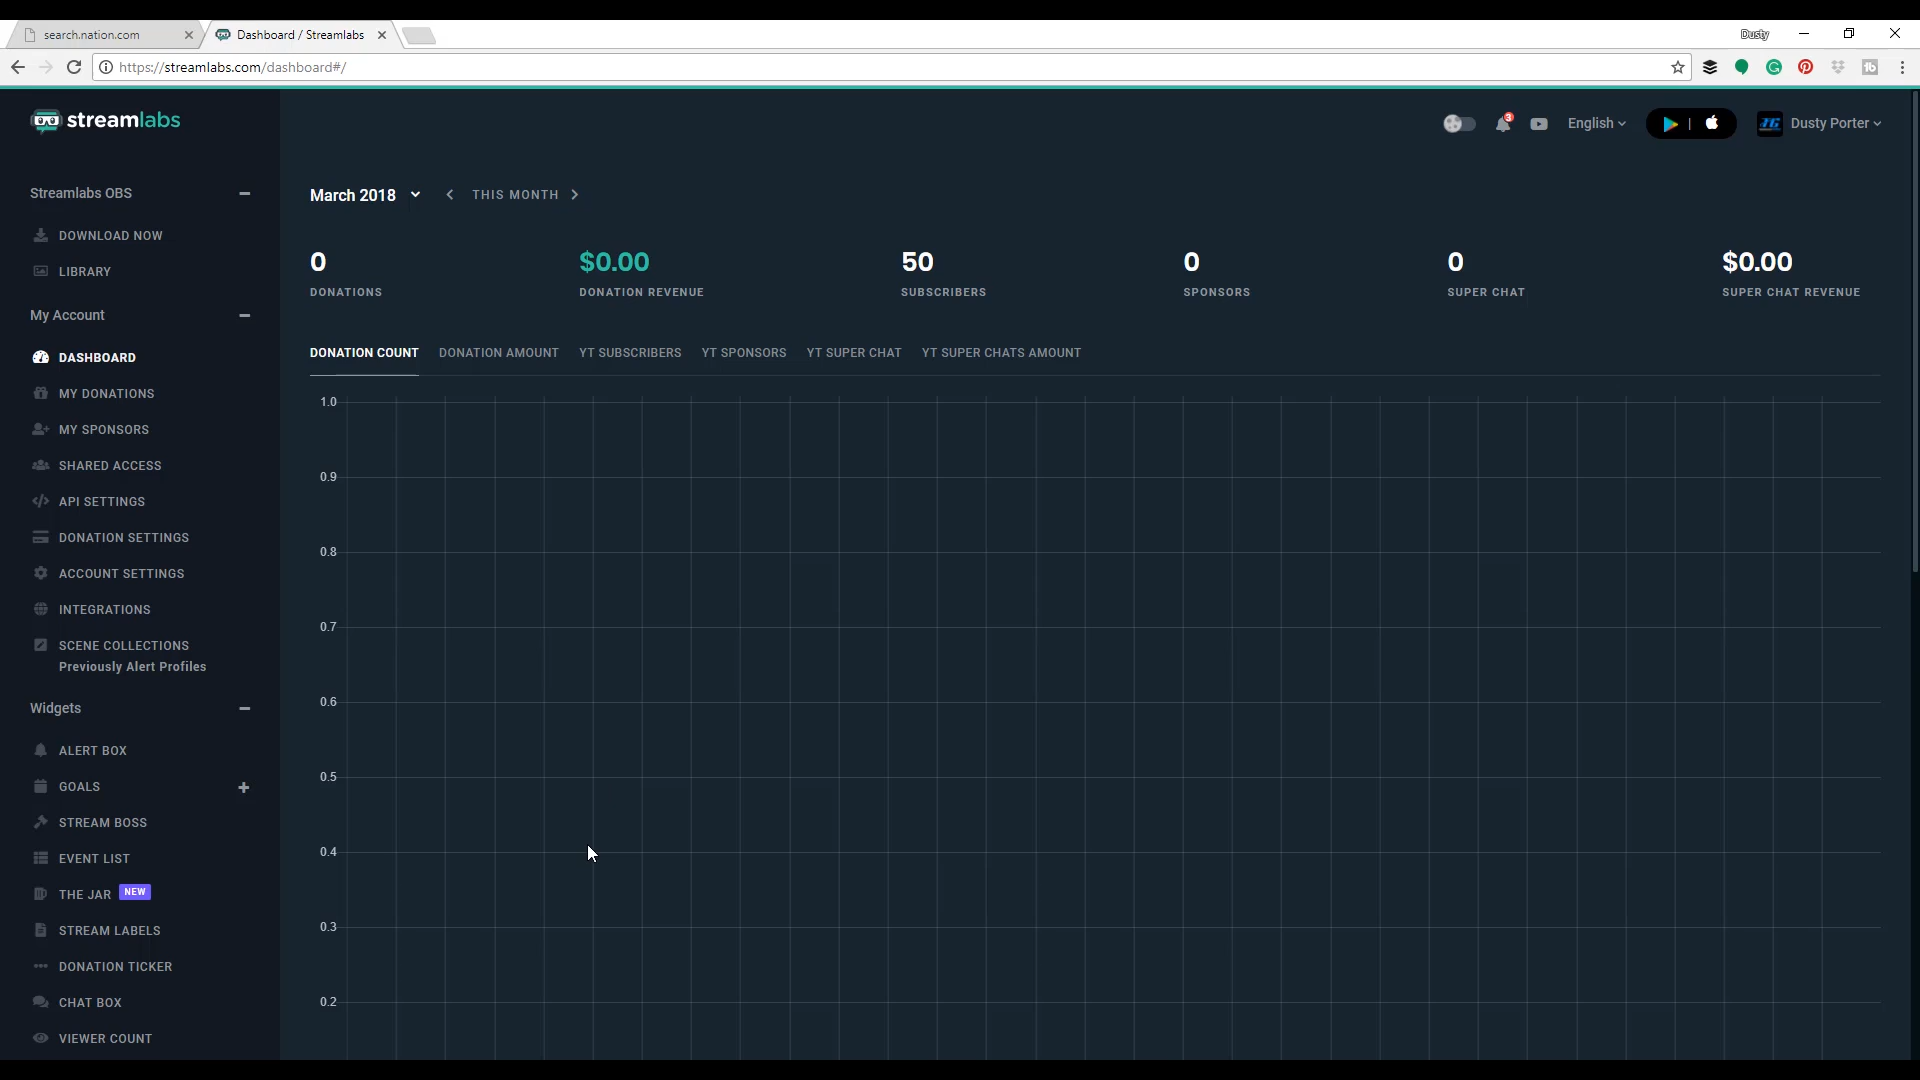 search.nation.com
Dashboard / Streamlabs
Dusty
https://streamlabs.com/dashboard#/
streamlabs
3
English
Dusty Porter
Streamlabs OBS
DOWNLOAD NOW
LIBRARY
My Account
DASHBOARD
MY DONATIONS
MY SPONSORS
SHARED ACCESS
API SETTINGS
DONATION SETTINGS
ACCOUNT SETTINGS
INTEGRATIONS
SCENE COLLECTIONS
Previously Alert Profiles
Widgets
ALERT BOX
GOALS
STREAM BOSS
EVENT LIST
THE JAR NEW
STREAM LABELS
DONATION TICKER
CHAT BOX
VIEWER COUNT
March 2018 THIS MONTH
0 $0.00 50 0 0 $0.00
DONATIONS DONATION REVENUE SUBSCRIBERS SPONSORS SUPER CHAT SUPER CHAT REVENUE
DONATION COUNT DONATION AMOUNT YT SUBSCRIBERS YT SPONSORS YT SUPER CHAT YT SUPER CHATS AMOUNT
1.0
0.9
0.8
0.7
0.6
0.5
0.4
0.3
0.2